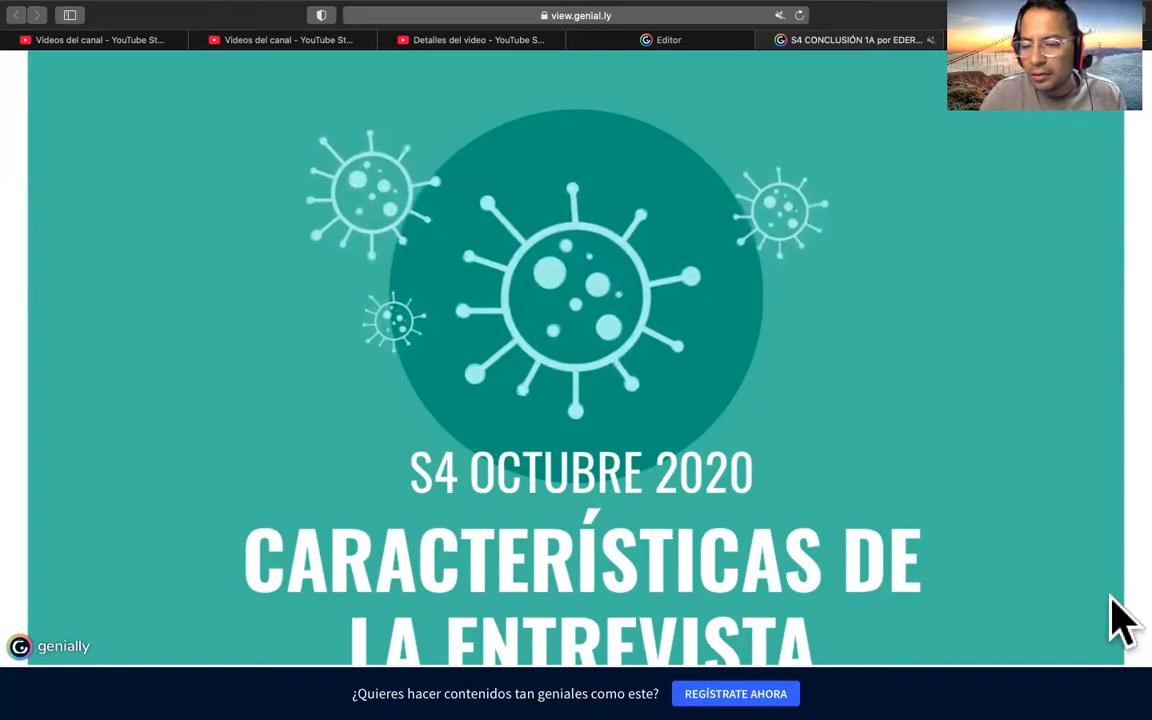 view.genial.ly
Videos del canal - YouTube St...
Videos del canal - YouTube St...
Detalles del video - YouTube S...
Editor
S4 CONCLUSIÓN 1A por EDER...
S4 OCTUBRE 2020
CARACTERÍSTICAS DE
LA ENTREVISTA
genially
¿Quieres hacer contenidos tan geniales como este?
REGÍSTRATE AHORA